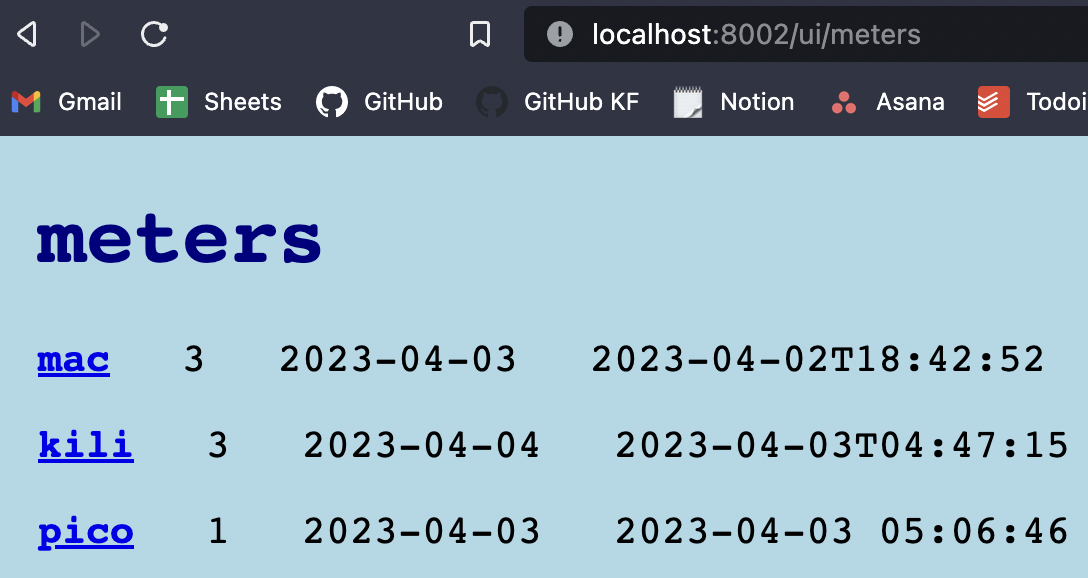 localhost:8002/ui/meters
Gmail Sheets GitHub GitHub KF Notion Asana Todoi
meters
mac 3 2023-04-03 2023-04-02T18:42:52
kili 3 2023-04-04 2023-04-03T04:47:15
pico 1 2023-04-03 2023-04-03 05:06:46